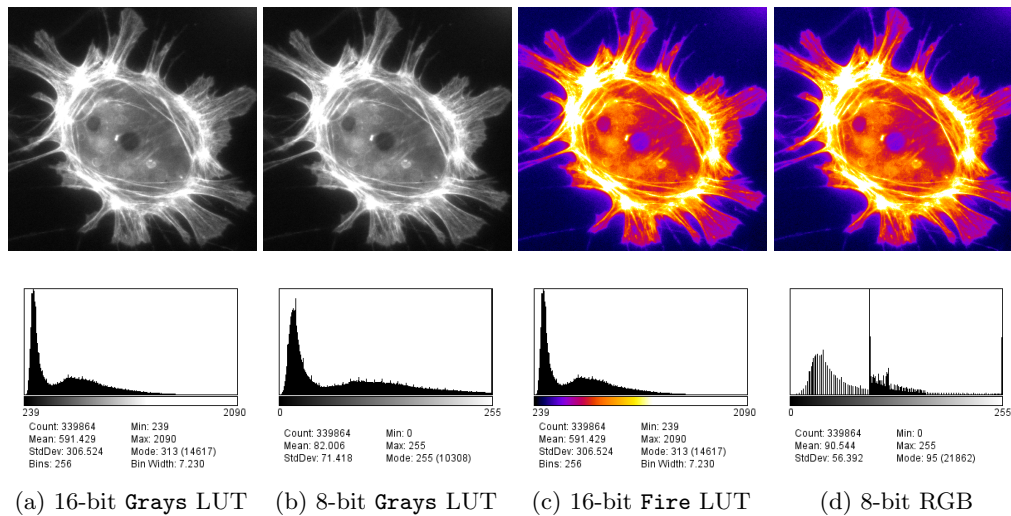 239 2090
Count: 339864 Min: 239
Mean: 591.429 Max: 2090
StdDev: 306.524 Mode: 313 (14617)
Bins: 256 Bin Width: 7.230
(a) 16-bit Grays LUT
0 255
Count: 339864 Min: 0
Mean: 82.006 Max: 255
StdDev: 71.418 Mode: 255 (10308)
(b) 8-bit Grays LUT
239 2090
Count: 339864 Min: 239
Mean: 591.429 Max: 2090
StdDev: 306.524 Mode: 313 (14617)
Bins: 256 Bin Width: 7.230
(c) 16-bit Fire LUT
0 255
Count: 339864 Min: 0
Mean: 90.544 Max: 255
StdDev: 56.392 Mode: 95 (21862)
(d) 8-bit RGB